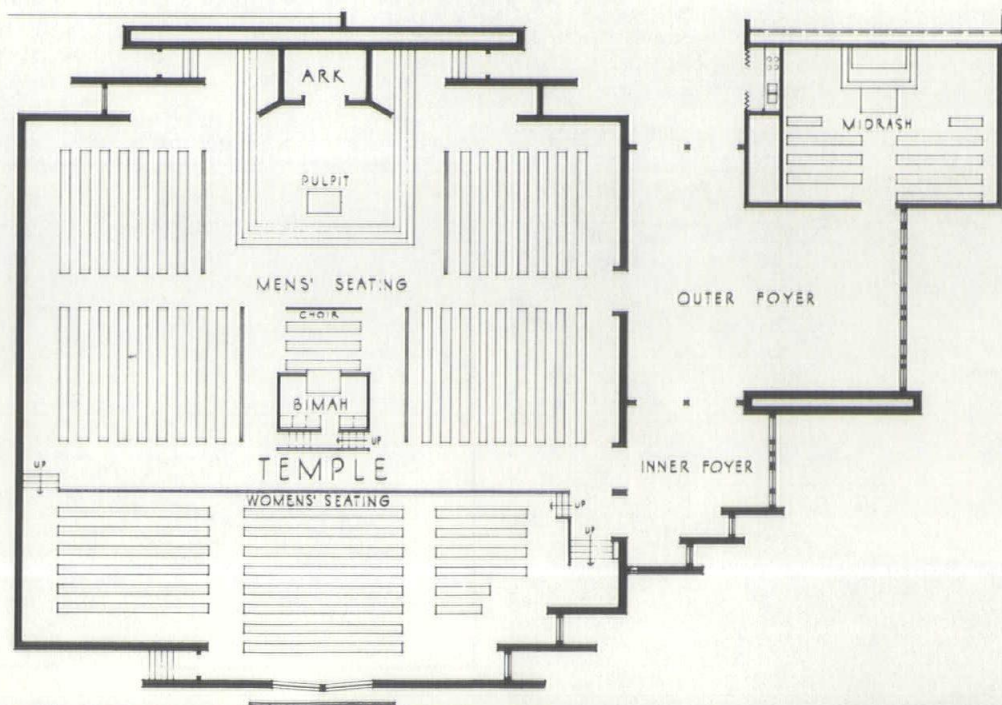 ARK
MIDRASH
PULPIT
MENS' SEATING
OUTER FOYER
CHOIR
BIMAH
UP
TEMPLE
INNER FOYER
UP
WOMENS' SEATING
UP
UP